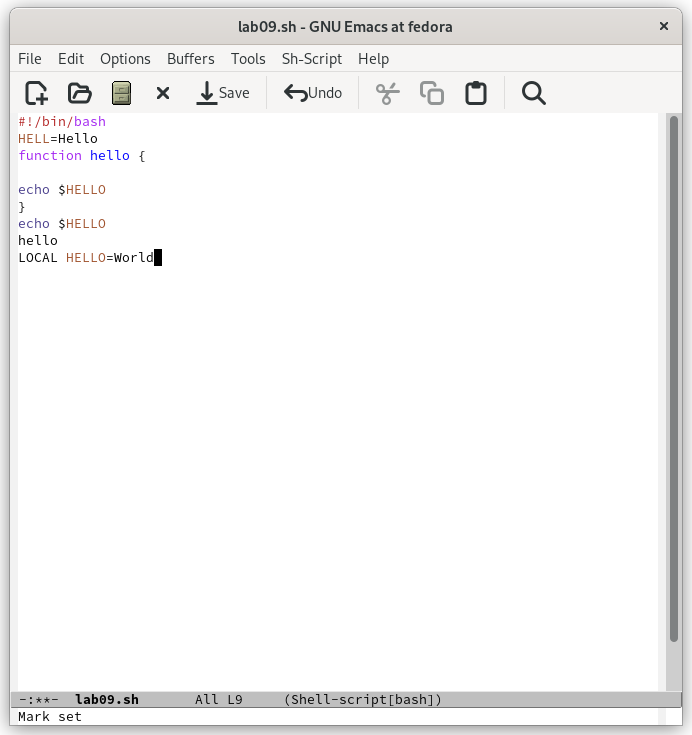 lab09.sh - GNU Emacs at fedora ×
File Edit Options Buffers Tools Sh-Script Help
Save Undo
#!/bin/bash
HELL=Hello
function hello {
echo $HELLO
}
echo $HELLO
hello
LOCAL HELLO=World
-:**- lab09.sh All L9 (Shell-script[bash])
Mark set